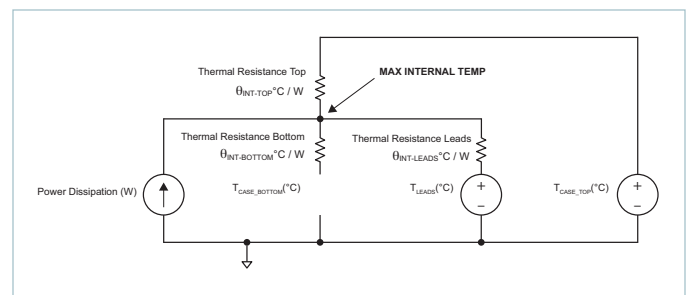 Thermal Resistance Top
θINT-TOP°C / W
MAX INTERNAL TEMP
Thermal Resistance Bottom
θINT-BOTTOM°C / W
Thermal Resistance Leads
θINT-LEADS°C / W
Power Dissipation (W)
TCASE_BOTTOM(°C)
TLEADS(°C)
+
–
TCASE_TOP(°C)
+
–